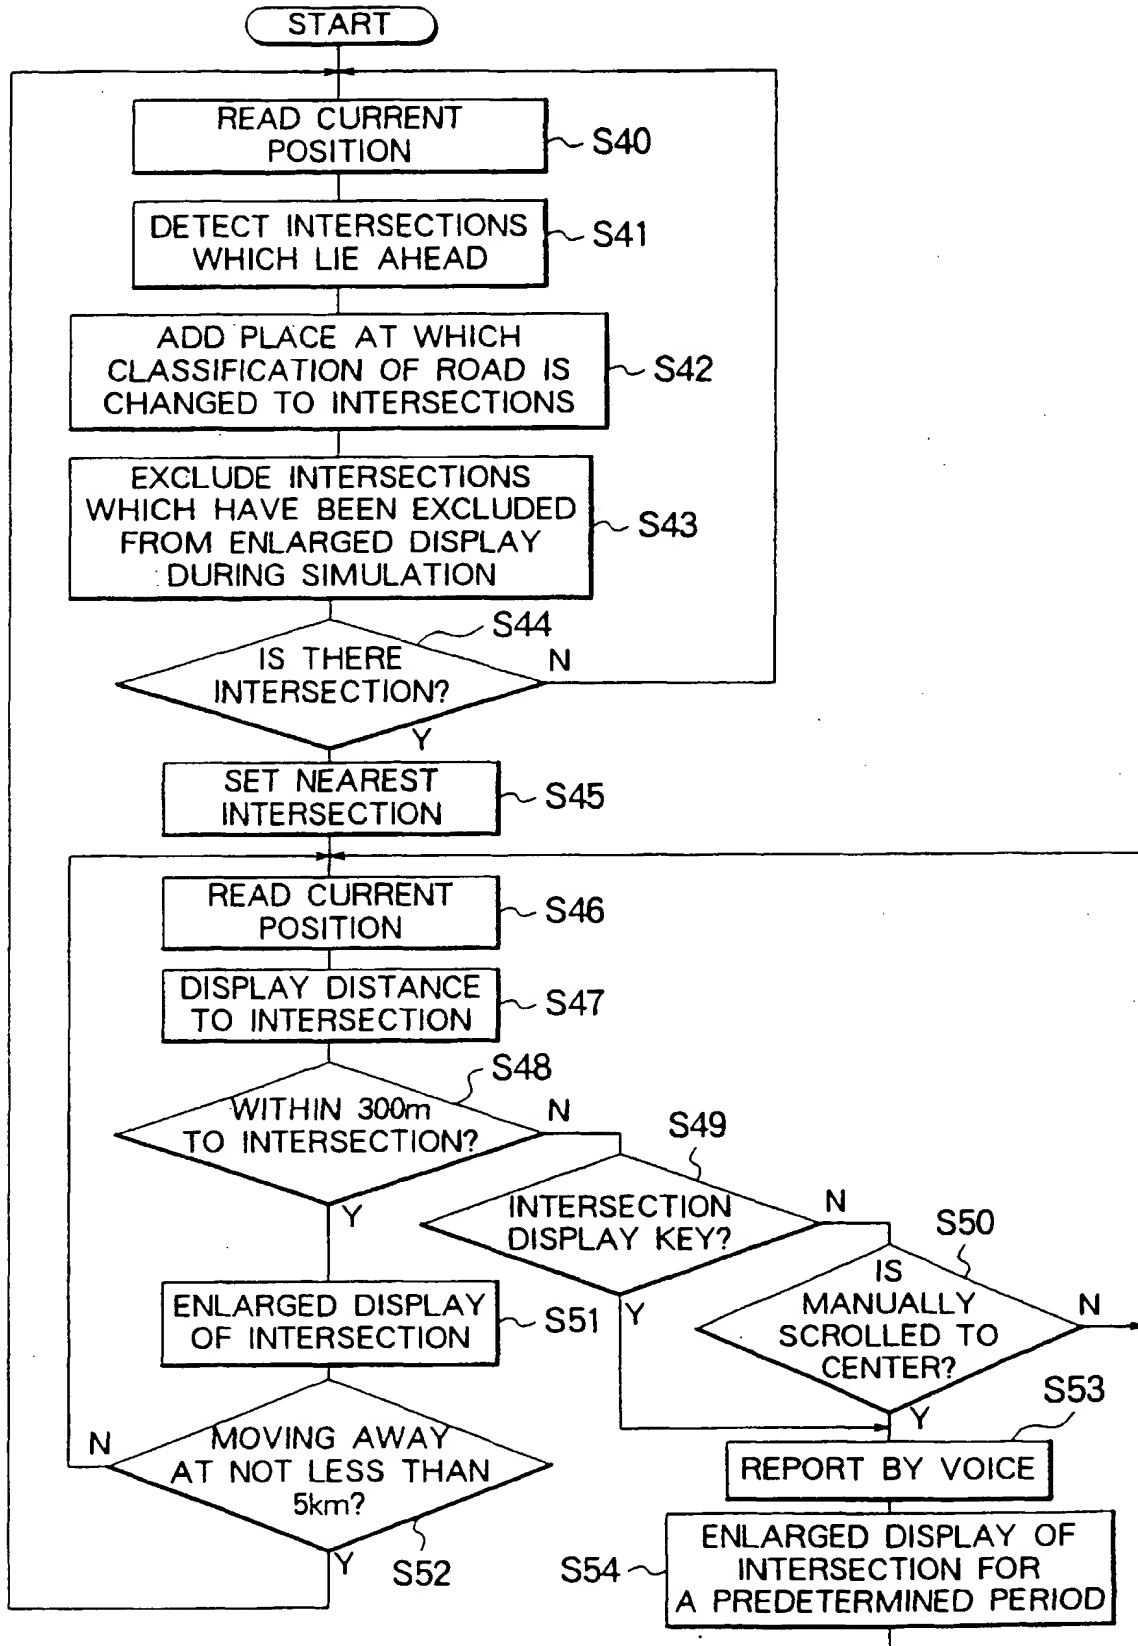 START
READ CURRENT
POSITION
S40
DETECT INTERSECTIONS
WHICH LIE AHEAD
S41
ADD PLACE AT WHICH
CLASSIFICATION OF ROAD IS
CHANGED TO INTERSECTIONS
S42
EXCLUDE INTERSECTIONS
WHICH HAVE BEEN EXCLUDED
FROM ENLARGED DISPLAY
DURING SIMULATION
S43
S44
IS THERE
INTERSECTION?
N
Y
SET NEAREST
INTERSECTION
S45
READ CURRENT
POSITION
S46
DISPLAY DISTANCE
TO INTERSECTION
S47
S48
WITHIN 300m
TO INTERSECTION?
N
Y
S49
INTERSECTION
DISPLAY KEY?
N
Y
S50
IS
MANUALLY
SCROLLED TO
CENTER?
N
Y
ENLARGED DISPLAY
OF INTERSECTION
S51
MOVING AWAY
AT NOT LESS THAN
5km?
N
Y
S52
S53
REPORT BY VOICE
S54
ENLARGED DISPLAY OF
INTERSECTION FOR
A PREDETERMINED PERIOD